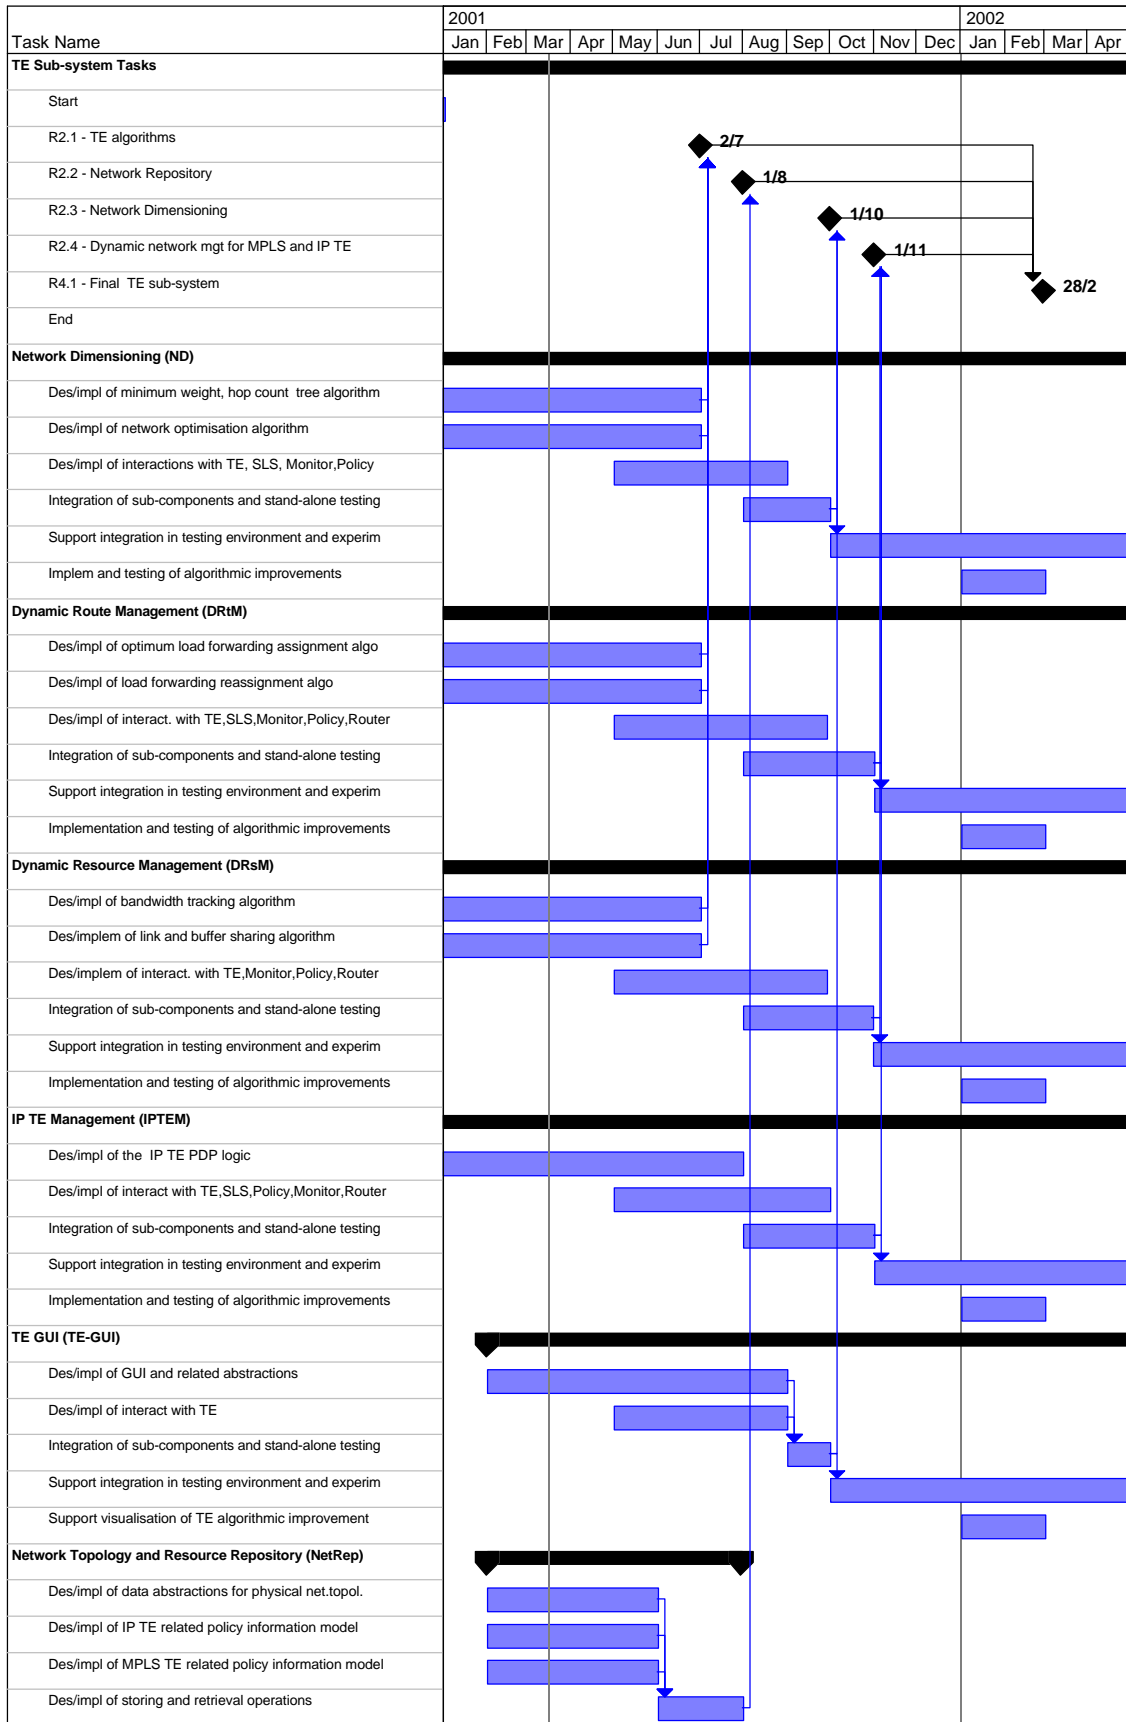 2001 2002
Task Name Jan Feb Mar Apr May Jun Jul Aug Sep Oct Nov Dec Jan Feb Mar Apr
TE Sub-system Tasks
Start
R2.1 - TE algorithms 2/7
R2.2 - Network Repository 1/8
R2.3 - Network Dimensioning 1/10
R2.4 - Dynamic network mgt for MPLS and IP TE 1/11
R4.1 - Final TE sub-system 28/2
End
Network Dimensioning (ND)
Des/impl of minimum weight, hop count tree algorithm
Des/impl of network optimisation algorithm
Des/impl of interactions with TE, SLS, Monitor,Policy
Integration of sub-components and stand-alone testing
Support integration in testing environment and experim
Implem and testing of algorithmic improvements
Dynamic Route Management (DRtM)
Des/impl of optimum load forwarding assignment algo
Des/impl of load forwarding reassignment algo
Des/impl of interact. with TE,SLS,Monitor,Policy,Router
Integration of sub-components and stand-alone testing
Support integration in testing environment and experim
Implementation and testing of algorithmic improvements
Dynamic Resource Management (DRsM)
Des/impl of bandwidth tracking algorithm
Des/implem of link and buffer sharing algorithm
Des/implem of interact. with TE,Monitor,Policy,Router
Integration of sub-components and stand-alone testing
Support integration in testing environment and experim
Implementation and testing of algorithmic improvements
IP TE Management (IPTEM)
Des/impl of the IP TE PDP logic
Des/impl of interact with TE,SLS,Policy,Monitor,Router
Integration of sub-components and stand-alone testing
Support integration in testing environment and experim
Implementation and testing of algorithmic improvements
TE GUI (TE-GUI)
Des/impl of GUI and related abstractions
Des/impl of interact with TE
Integration of sub-components and stand-alone testing
Support integration in testing environment and experim
Support visualisation of TE algorithmic improvement
Network Topology and Resource Repository (NetRep)
Des/impl of data abstractions for physical net.topol.
Des/impl of IP TE related policy information model
Des/impl of MPLS TE related policy information model
Des/impl of storing and retrieval operations